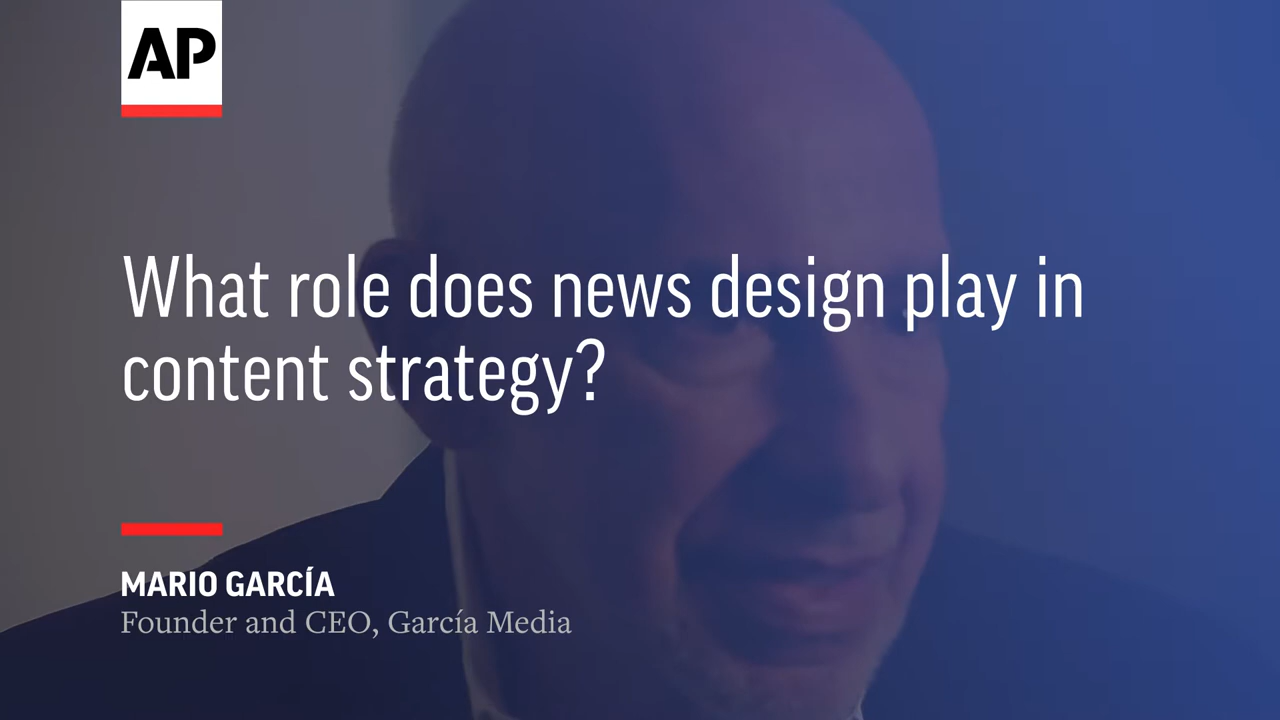 AP
What role does news design play in
content strategy?
MARIO GARCÍA
Founder and CEO, García Media